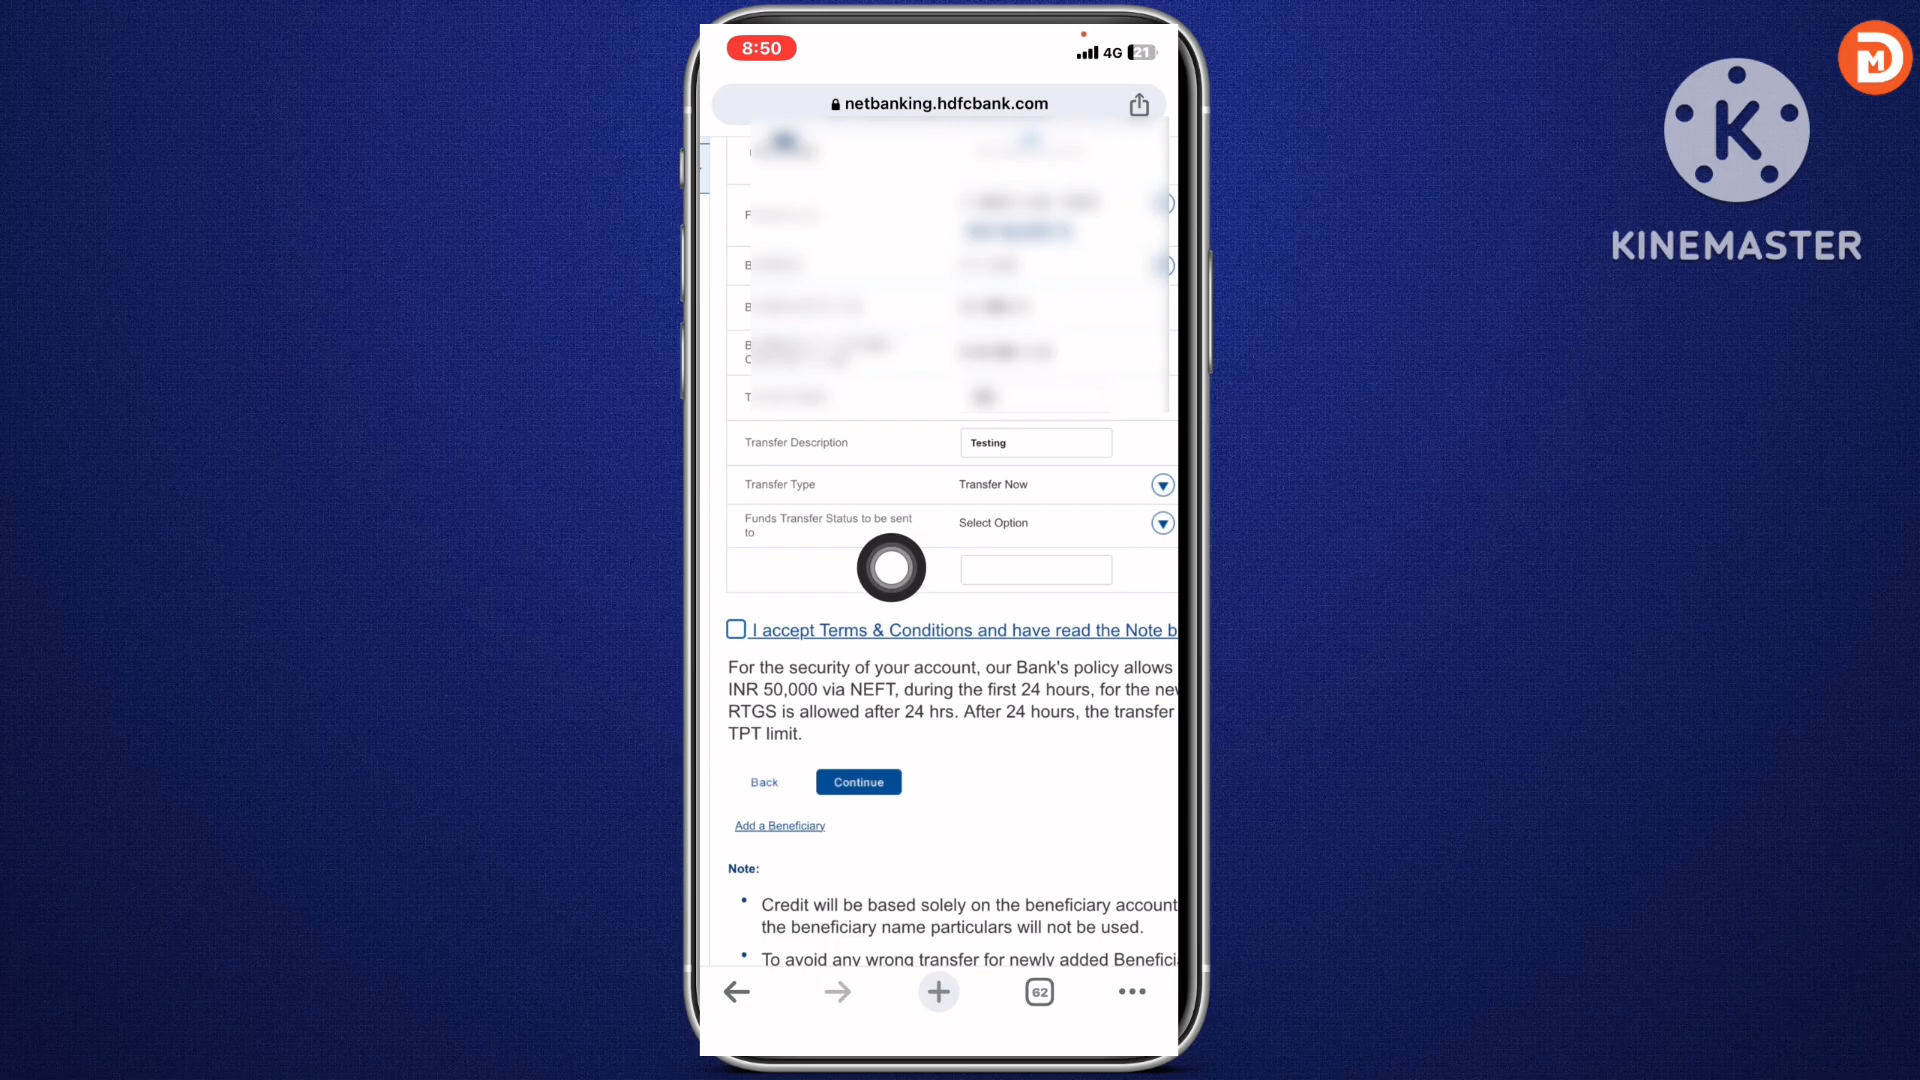 8:50
4G 21
netbanking.hdfcbank.com
F
B
B
B
C
T
Transfer Description
Testing
Transfer Type
Transfer Now
Funds Transfer Status to be sent
to
Select Option
I accept Terms & Conditions and have read the Note b
For the security of your account, our Bank's policy allows
INR 50,000 via NEFT, during the first 24 hours, for the nev
RTGS is allowed after 24 hrs. After 24 hours, the transfer
TPT limit.
Back
Continue
Add a Beneficiary
Note:
• Credit will be based solely on the beneficiary account
the beneficiary name particulars will not be used.
• To avoid any wrong transfer for newly added Benefici
62
K
KINEMASTER
DM